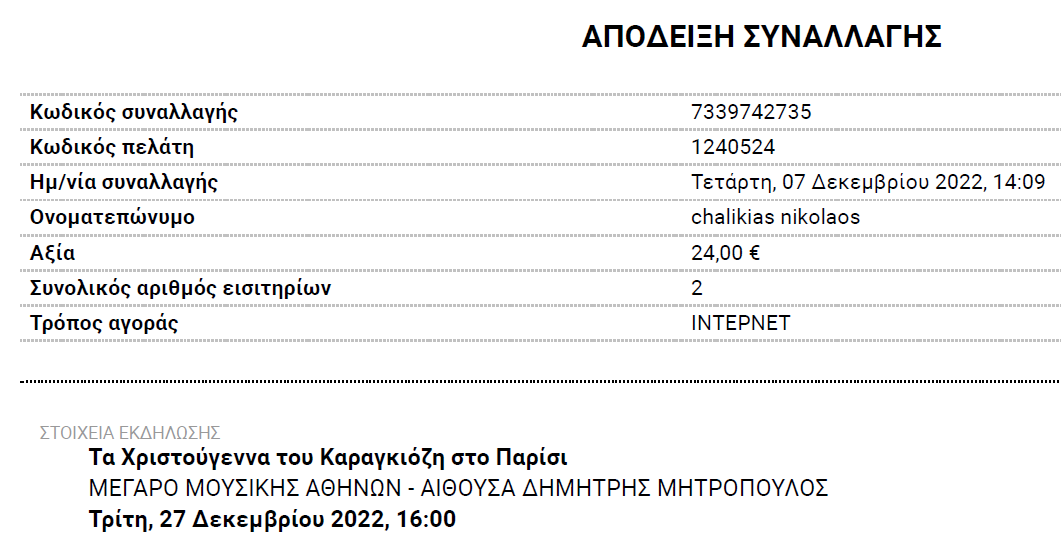 ΑΠΟΔΕΙΞΗ ΣΥΝΑΛΛΑΓΗΣ
Κωδικός συναλλαγής 7339742735
Κωδικός πελάτη 1240524
Ημ/νία συναλλαγής Τετάρτη, 07 Δεκεμβρίου 2022, 14:09
Ονοματεπώνυμο chalikias nikolaos
Αξία 24,00 €
Συνολικός αριθμός εισιτηρίων 2
Τρόπος αγοράς ΙΝΤΕΡΝΕΤ
ΣΤΟΙΧΕΙΑ ΕΚΔΗΛΩΣΗΣ
Τα Χριστούγεννα του Καραγκιόζη στο Παρίσι
ΜΕΓΑΡΟ ΜΟΥΣΙΚΗΣ ΑΘΗΝΩΝ - ΑΙΘΟΥΣΑ ΔΗΜΗΤΡΗΣ ΜΗΤΡΟΠΟΥΛΟΣ
Τρίτη, 27 Δεκεμβρίου 2022, 16:00